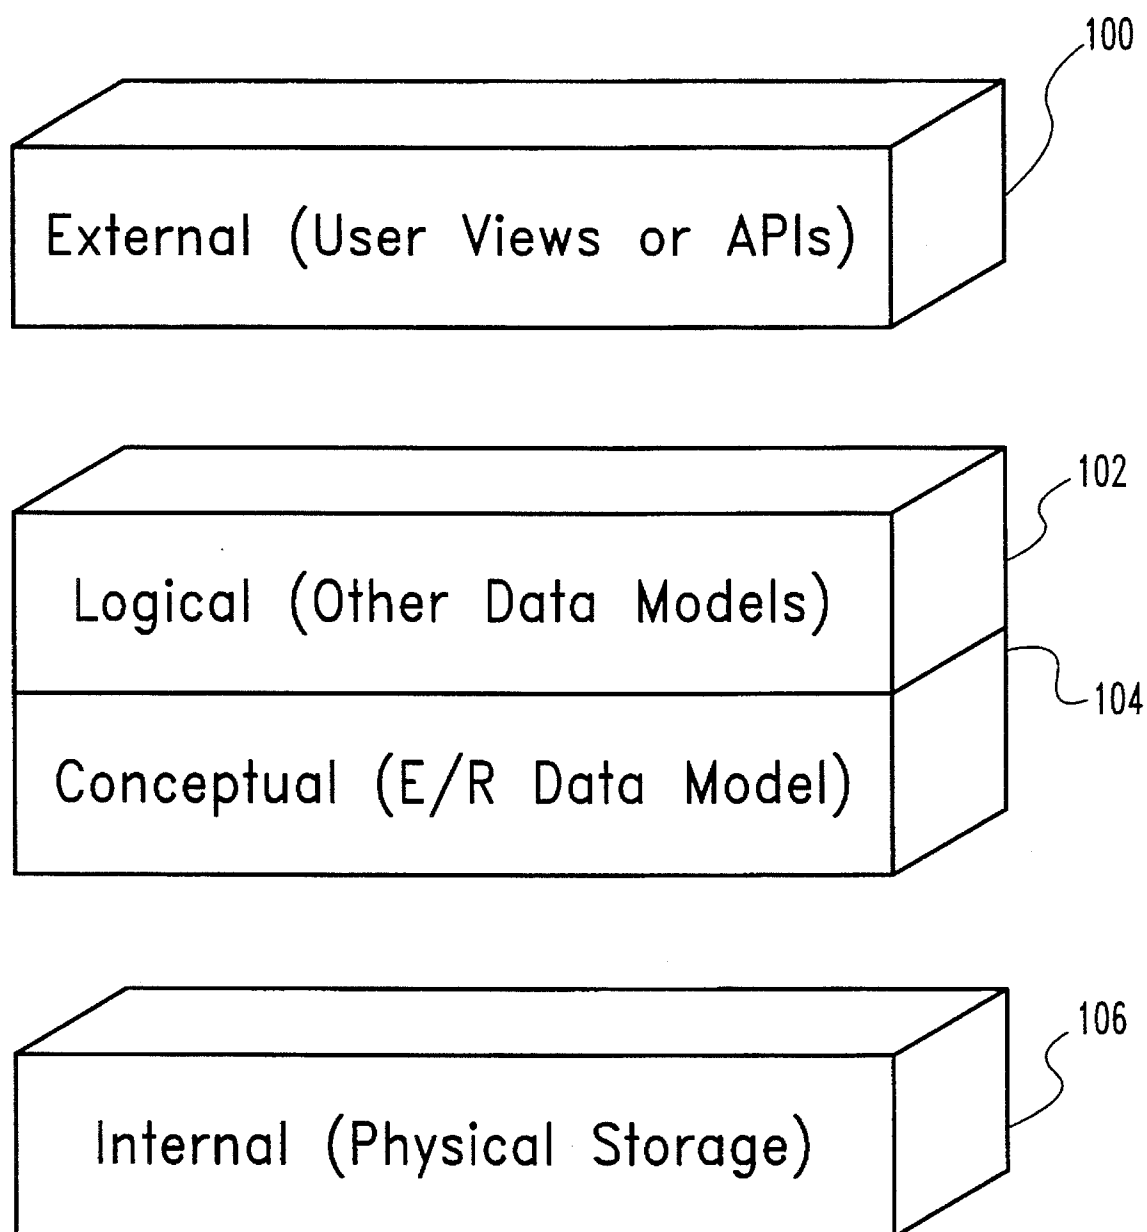 100
External (User Views or APIs)
102
Logical (Other Data Models)
104
Conceptual (E/R Data Model)
106
Internal (Physical Storage)